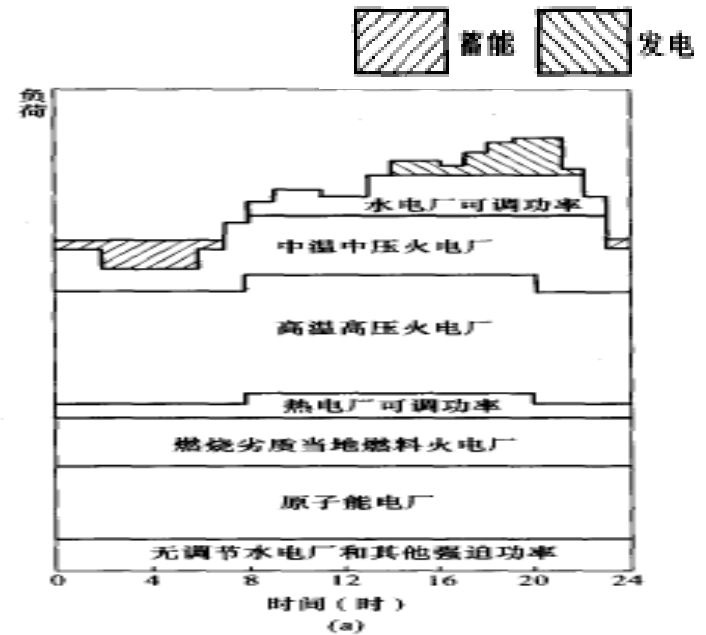 蓄能 发电
负荷
水电厂可调功率
中温中压火电厂
高温高压火电厂
热电厂可调功率
燃烧劣质当地燃料火电厂
原子能电厂
无调节水电厂和其他强迫功率
0 4 8 12 16 20 24
时间(时)
(a)